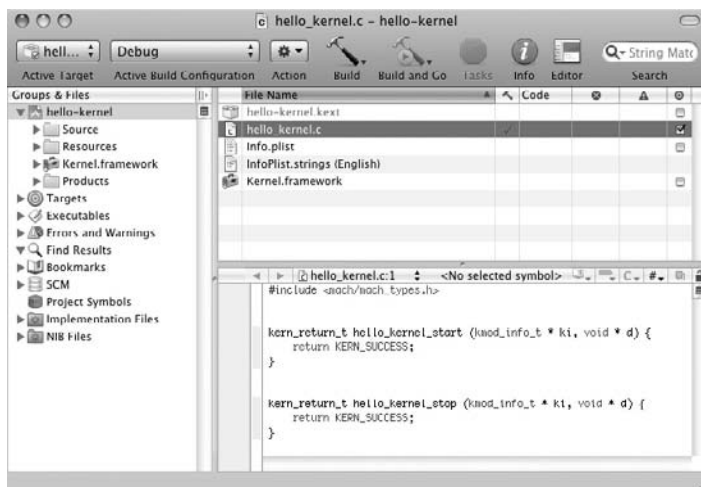 hello_kernel.c – hello-kernel
hell... Debug
Active Target Active Build Configuration Action Build Build and Go Tasks Info Editor Search
String Matc
Groups & Files
hello-kernel
Source
Resources
Kernel.framework
Products
Targets
Executables
Errors and Warnings
Find Results
Bookmarks
SCM
Project Symbols
Implementation Files
NIB Files
File Name Code
hello-kernel.kext
hello_kernel.c
Info.plist
InfoPlist.strings (English)
Kernel.framework
hello_kernel.c:1 <No selected symbol> C #
#include <mach/mach_types.h>
kern_return_t hello_kernel_start (kmod_info_t * ki, void * d) {
return KERN_SUCCESS;
}
kern_return_t hello_kernel_stop (kmod_info_t * ki, void * d) {
return KERN_SUCCESS;
}